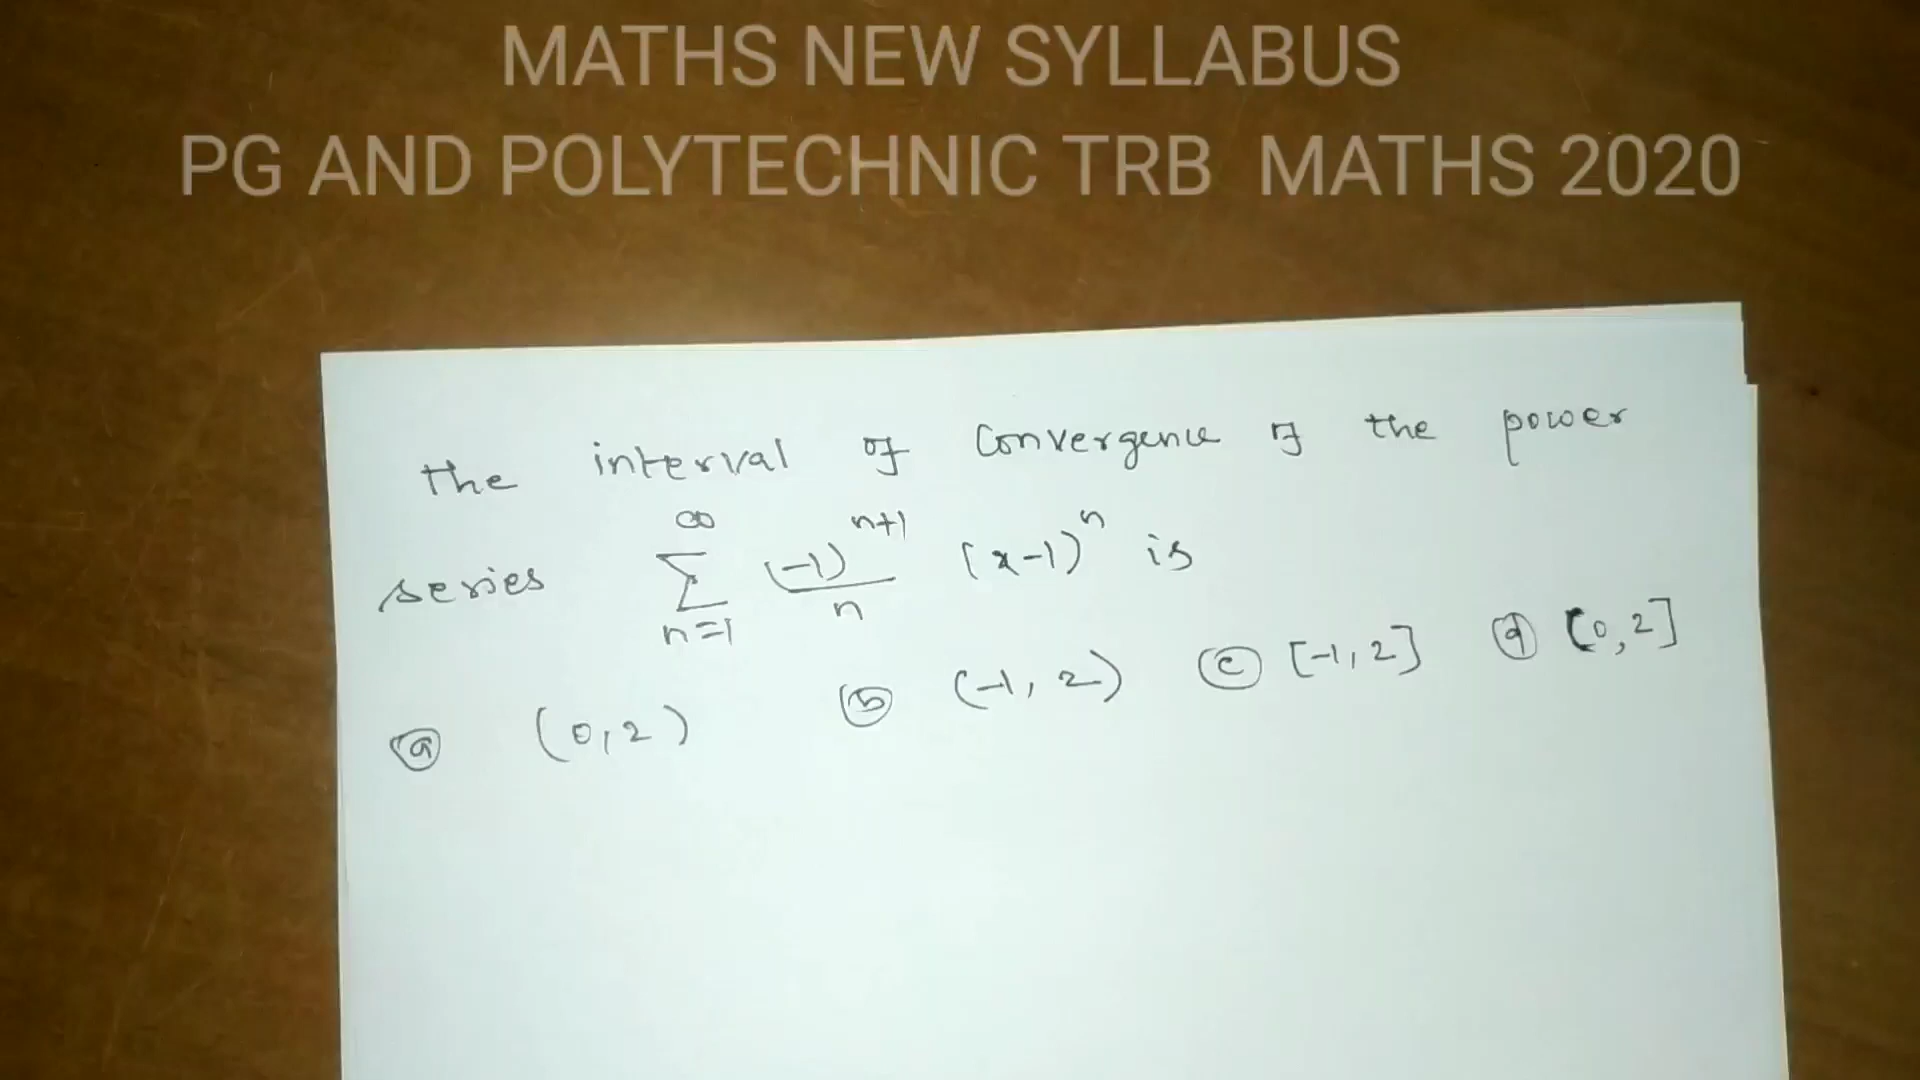 MATHS NEW SYLLABUS
PG AND POLYTECHNIC TRB MATHS 2020
The interval of convergence of the power
series ∞ Σ n=1 (-1)^{n+1} / n (x-1)^n is
ⓐ (0,2) ⓑ (-1, 2) ⓒ [-1, 2] ⓓ (0, 2]